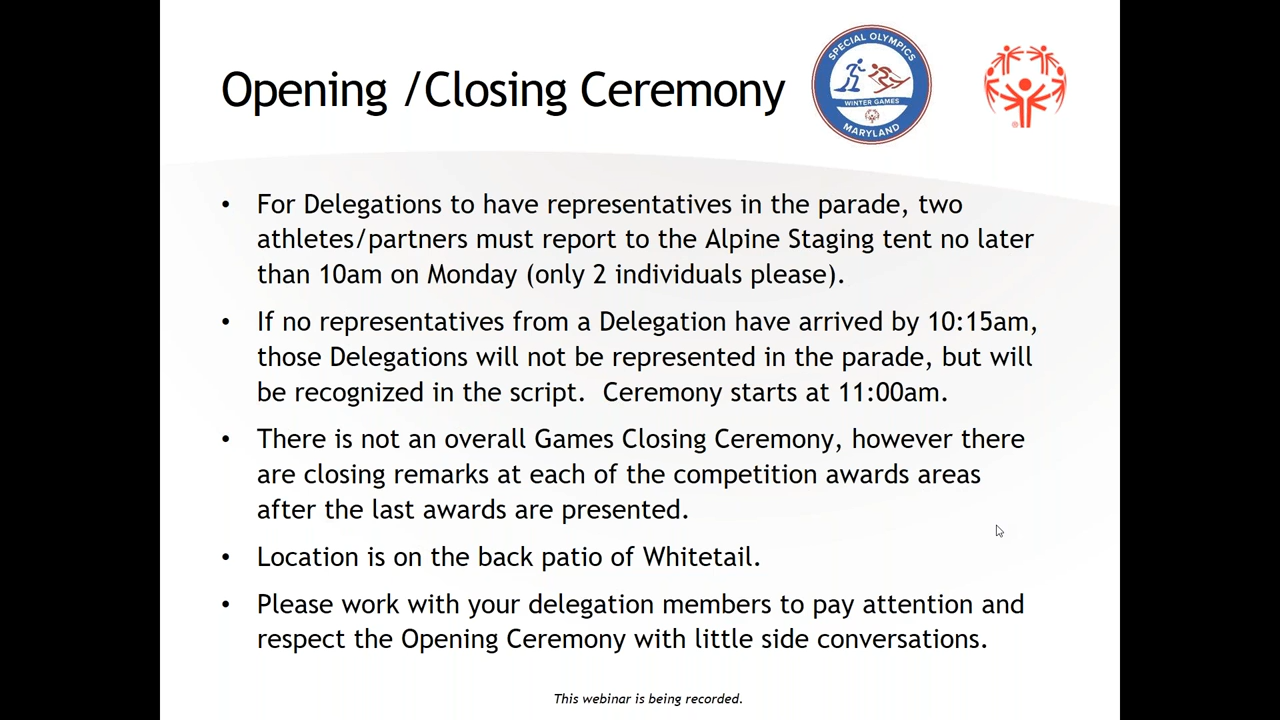 Opening /Closing Ceremony
SPECIAL OLYMPICS
WINTER GAMES
MARYLAND
®
• For Delegations to have representatives in the parade, two
athletes/partners must report to the Alpine Staging tent no later
than 10am on Monday (only 2 individuals please).
• If no representatives from a Delegation have arrived by 10:15am,
those Delegations will not be represented in the parade, but will
be recognized in the script.  Ceremony starts at 11:00am.
• There is not an overall Games Closing Ceremony, however there
are closing remarks at each of the competition awards areas
after the last awards are presented.
• Location is on the back patio of Whitetail.
• Please work with your delegation members to pay attention and
respect the Opening Ceremony with little side conversations.
This webinar is being recorded.